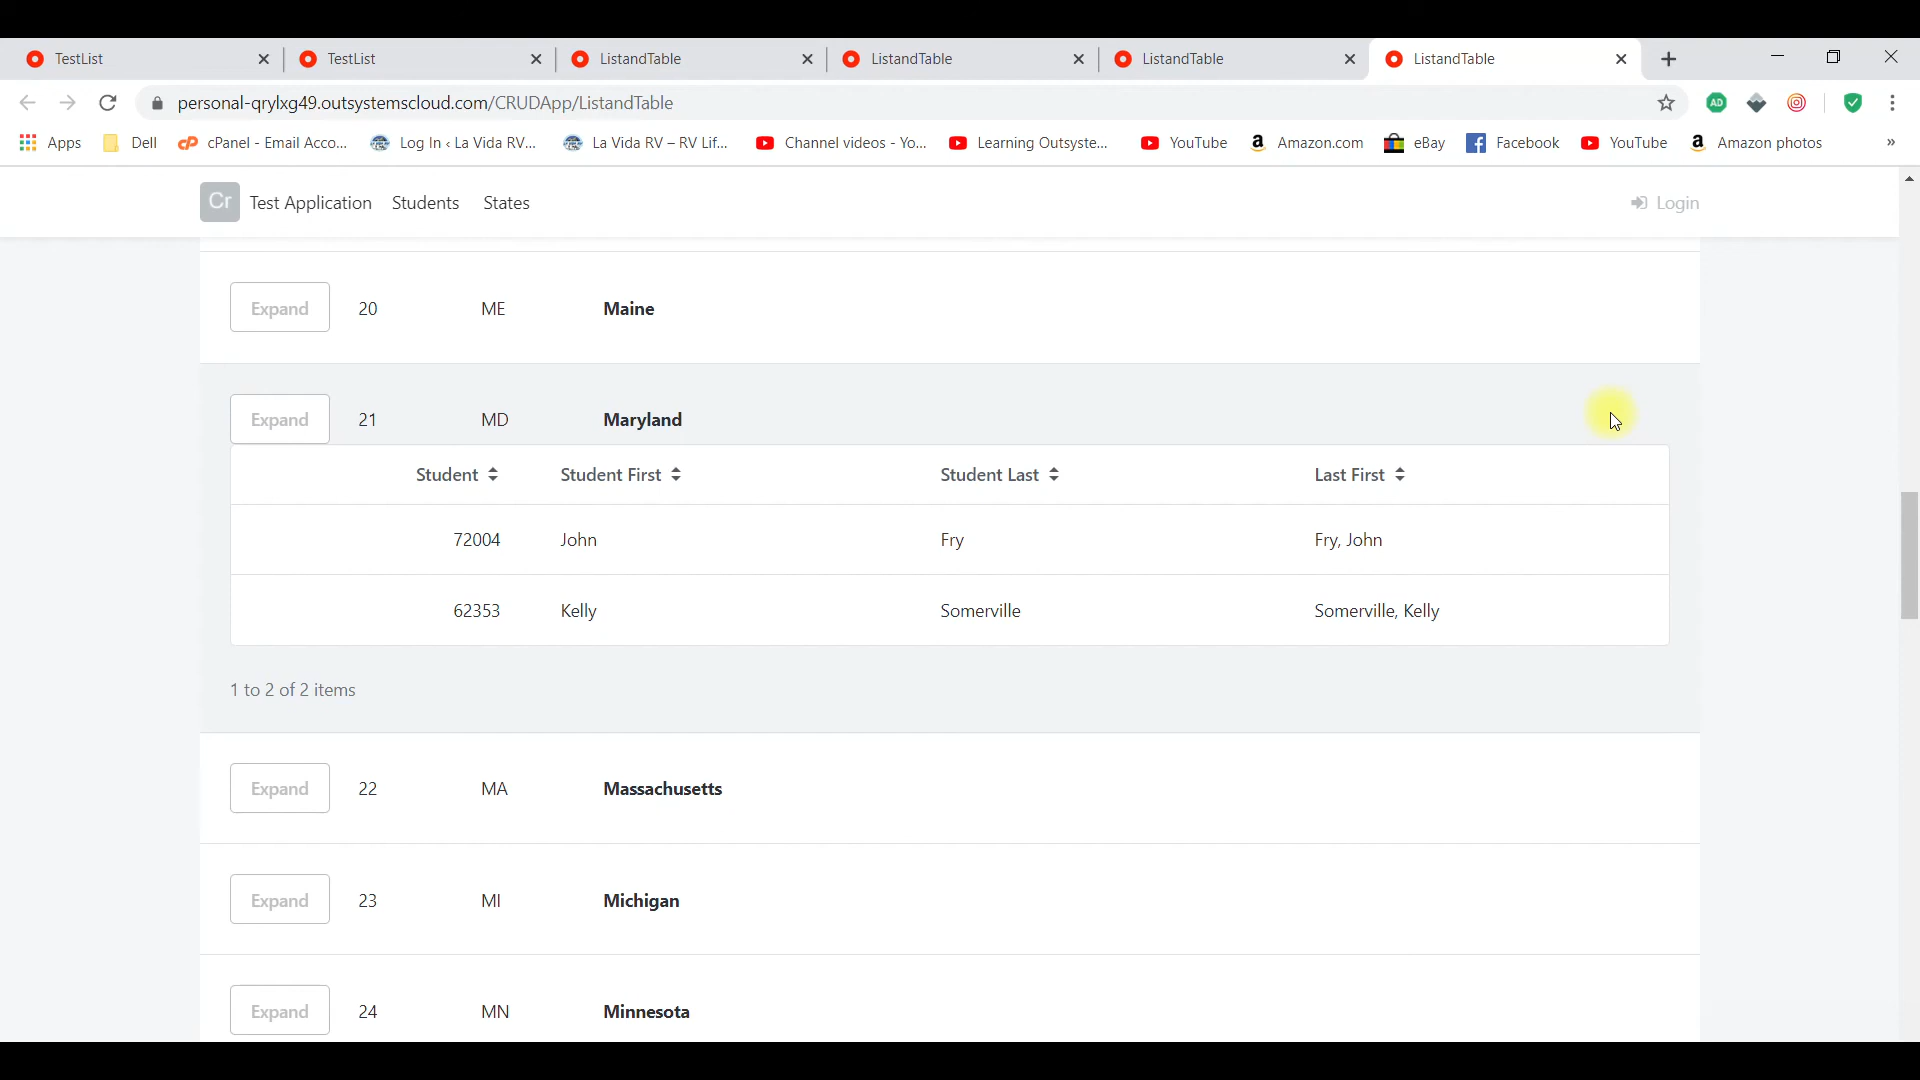 TestList TestList ListandTable ListandTable ListandTable ListandTable
personal-qrylxg49.outsystemscloud.com/CRUDApp/ListandTable
Apps Dell cPanel - Email Acco... Log In ‹ La Vida RV... La Vida RV – RV Lif... Channel videos - Yo... Learning Outsyste... YouTube Amazon.com eBay Facebook YouTube Amazon photos »
Cr Test Application Students States Login
Expand 20 ME Maine
Expand 21 MD Maryland
Student Student First Student Last Last First
72004 John Fry Fry, John
62353 Kelly Somerville Somerville, Kelly
1 to 2 of 2 items
Expand 22 MA Massachusetts
Expand 23 MI Michigan
Expand 24 MN Minnesota